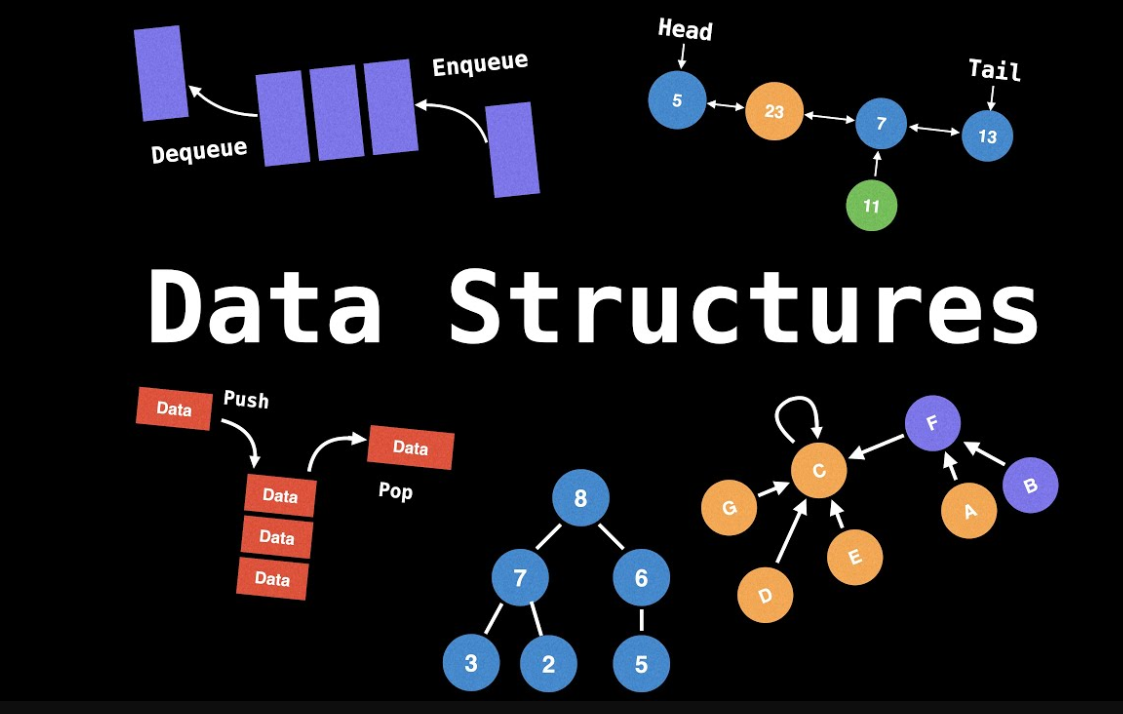 Enqueue
Dequeue
Head
Tail
5
23
7
13
11
Data Structures
Data
Push
Data
Pop
Data
Data
Data
8
7
6
3
2
5
F
C
B
G
A
E
D